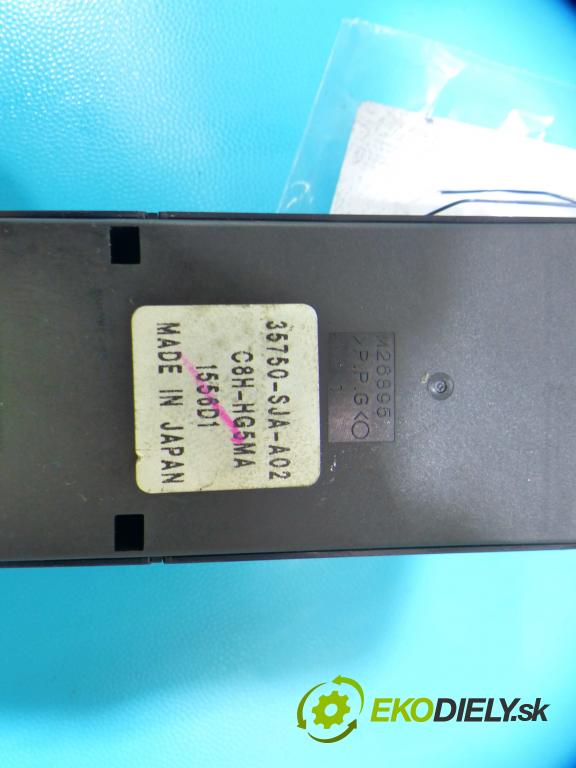 35750-SJA-A02
C8H-HG5MA
1556D1
MADE IN JAPAN
M26895
>P.P.G<
EKODIELY.sk